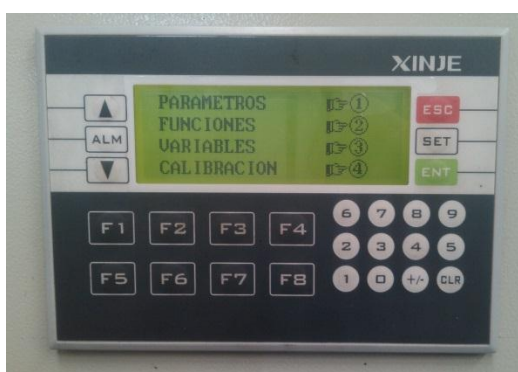 XINJE
PARAMETROS ☞①
FUNCIONES ☞②
VARIABLES ☞③
CALIBRACION ☞④
ALM
ESC
SET
ENT
F1 F2 F3 F4
F5 F6 F7 F8
6 7 8 9
2 3 4 5
1 0 +/- CLR